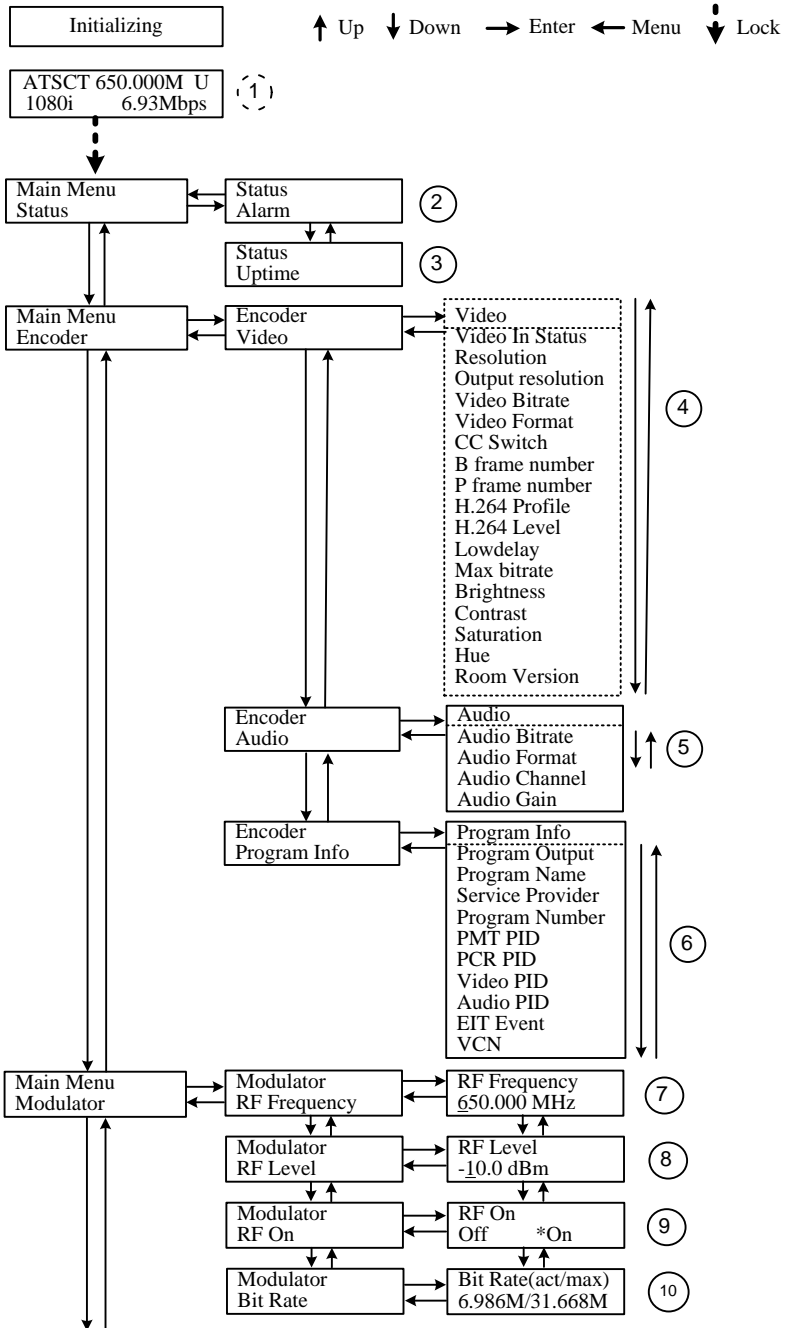 Initializing
Up Down Enter Menu Lock
ATSCT 650.000M U
1080i 6.93Mbps
1
Main Menu
Status
Status
Alarm
2
Status
Uptime
3
Main Menu
Encoder
Encoder
Video
Video
Video In Status
Resolution
Output resolution
Video Bitrate
Video Format
CC Switch
B frame number
P frame number
H.264 Profile
H.264 Level
Lowdelay
Max bitrate
Brightness
Contrast
Saturation
Hue
Room Version
4
Encoder
Audio
Audio
Audio Bitrate
Audio Format
Audio Channel
Audio Gain
5
Encoder
Program Info
Program Info
Program Output
Program Name
Service Provider
Program Number
PMT PID
PCR PID
Video PID
Audio PID
EIT Event
VCN
6
Main Menu
Modulator
Modulator
RF Frequency
RF Frequency
650.000 MHz
7
Modulator
RF Level
RF Level
-10.0 dBm
8
Modulator
RF On
RF On
Off *On
9
Modulator
Bit Rate
Bit Rate(act/max)
6.986M/31.668M
10